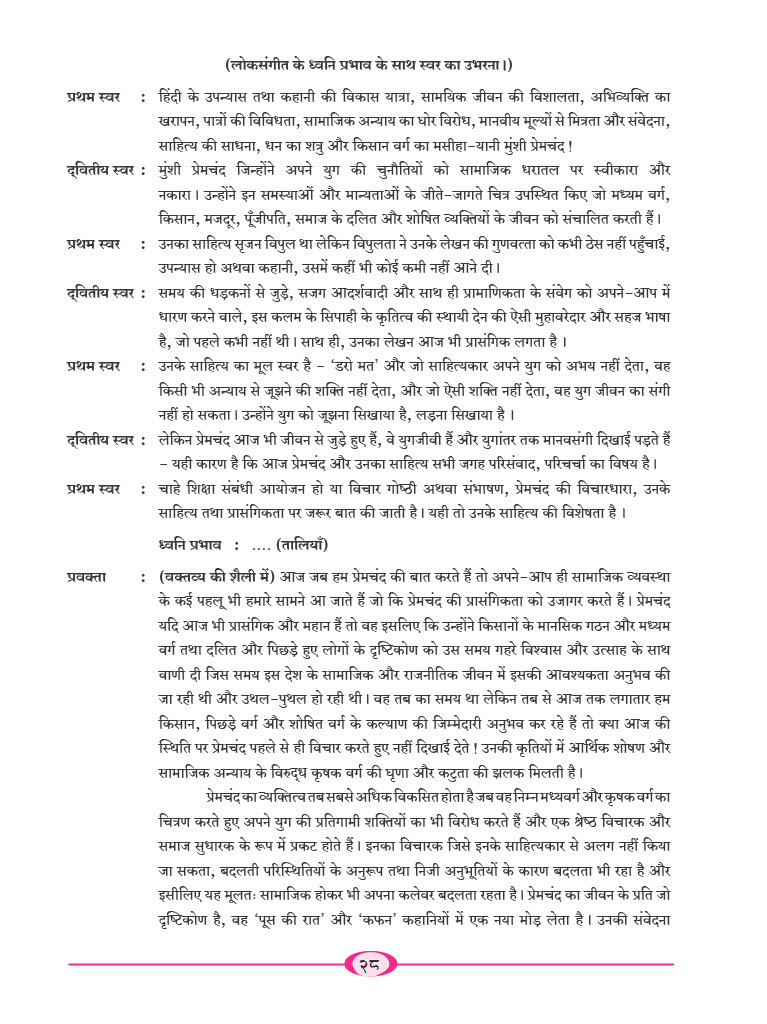 (लोकसंगीत के ध्वनि प्रभाव के साथ स्वर का उभरना।)
प्रथम स्वर : हिंदी के उपन्यास तथा कहानी की विकास यात्रा, सामयिक जीवन की विशालता, अभिव्यक्ति का
खरापन, पात्रों की विविधता, सामाजिक अन्याय का घोर विरोध, मानवीय मूल्यों से मित्रता और संवेदना,
साहित्य की साधना, धन का शत्रु और किसान वर्ग का मसीहा-यानी मुंशी प्रेमचंद !
द्‌वितीय स्वर : मुंशी प्रेमचंद जिन्होंने अपने युग की चुनौतियों को सामाजिक धरातल पर स्वीकारा और
नकारा। उन्होंने इन समस्याओं और मान्यताओं के जीते-जागते चित्र उपस्थित किए जो मध्यम वर्ग,
किसान, मजदूर, पूँजीपति, समाज के दलित और शोषित व्यक्तियों के जीवन को संचालित करती हैं।
प्रथम स्वर : उनका साहित्य सृजन विपुल था लेकिन विपुलता ने उनके लेखन की गुणवत्ता को कभी ठेस नहीं पहुँचाई,
उपन्यास हो अथवा कहानी, उसमें कहीं भी कोई कमी नहीं आने दी।
द्‌वितीय स्वर : समय की धड़कनों से जुड़े, सजग आदर्शवादी और साथ ही प्रामाणिकता के संवेग को अपने-आप में
धारण करने वाले, इस कलम के सिपाही के कृतित्व की स्थायी देन की ऐसी मुहावरेदार और सहज भाषा
है, जो पहले कभी नहीं थी। साथ ही, उनका लेखन आज भी प्रासंगिक लगता है ।
प्रथम स्वर : उनके साहित्य का मूल स्वर है - ‘डरो मत’ और जो साहित्यकार अपने युग को अभय नहीं देता, वह
किसी भी अन्याय से जूझने की शक्ति नहीं देता, और जो ऐसी शक्ति नहीं देता, वह युग जीवन का संगी
नहीं हो सकता। उन्होंने युग को जूझना सिखाया है, लड़ना सिखाया है ।
द्‌वितीय स्वर : लेकिन प्रेमचंद आज भी जीवन से जुड़े हुए हैं, वे युगजीवी हैं और युगांतर तक मानवसंगी दिखाई पड़ते हैं
- यही कारण है कि आज प्रेमचंद और उनका साहित्य सभी जगह परिसंवाद, परिचर्चा का विषय है।
प्रथम स्वर : चाहे शिक्षा संबंधी आयोजन हो या विचार गोष्ठी अथवा संभाषण, प्रेमचंद की विचारधारा, उनके
साहित्य तथा प्रासंगिकता पर जरूर बात की जाती है। यही तो उनके साहित्य की विशेषता है ।
ध्वनि प्रभाव : .... (तालियाँ)
प्रवक्ता : (वक्तव्य की शैली में) आज जब हम प्रेमचंद की बात करते हैं तो अपने-आप ही सामाजिक व्यवस्था
के कई पहलू भी हमारे सामने आ जाते हैं जो कि प्रेमचंद की प्रासंगिकता को उजागर करते हैं। प्रेमचंद
यदि आज भी प्रासंगिक और महान हैं तो वह इसलिए कि उन्होंने किसानों के मानसिक गठन और मध्यम
वर्ग तथा दलित और पिछड़े हुए लोगों के दृष्टिकोण को उस समय गहरे विश्वास और उत्साह के साथ
वाणी दी जिस समय इस देश के सामाजिक और राजनीतिक जीवन में इसकी आवश्यकता अनुभव की
जा रही थी और उथल-पुथल हो रही थी। वह तब का समय था लेकिन तब से आज तक लगातार हम
किसान, पिछड़े वर्ग और शोषित वर्ग के कल्याण की जिम्मेदारी अनुभव कर रहे हैं तो क्या आज की
स्थिति पर प्रेमचंद पहले से ही विचार करते हुए नहीं दिखाई देते ! उनकी कृतियों में आर्थिक शोषण और
सामाजिक अन्याय के विरुद्‌ध कृषक वर्ग की घृणा और कटुता की झलक मिलती है।
प्रेमचंद का व्यक्तित्व तब सबसे अधिक विकसित होता है जब वह निम्न मध्यवर्ग और कृषक वर्ग का
चित्रण करते हुए अपने युग की प्रतिगामी शक्तियों का भी विरोध करते हैं और एक श्रेष्ठ विचारक और
समाज सुधारक के रूप में प्रकट होते हैं। इनका विचारक जिसे इनके साहित्यकार से अलग नहीं किया
जा सकता, बदलती परिस्थितियों के अनुरूप तथा निजी अनुभूतियों के कारण बदलता भी रहा है और
इसीलिए यह मूलतः सामाजिक होकर भी अपना कलेवर बदलता रहता है। प्रेमचंद का जीवन के प्रति जो
दृष्टिकोण है, वह ‘पूस की रात’ और ‘कफन’ कहानियों में एक नया मोड़ लेता है। उनकी संवेदना
२८